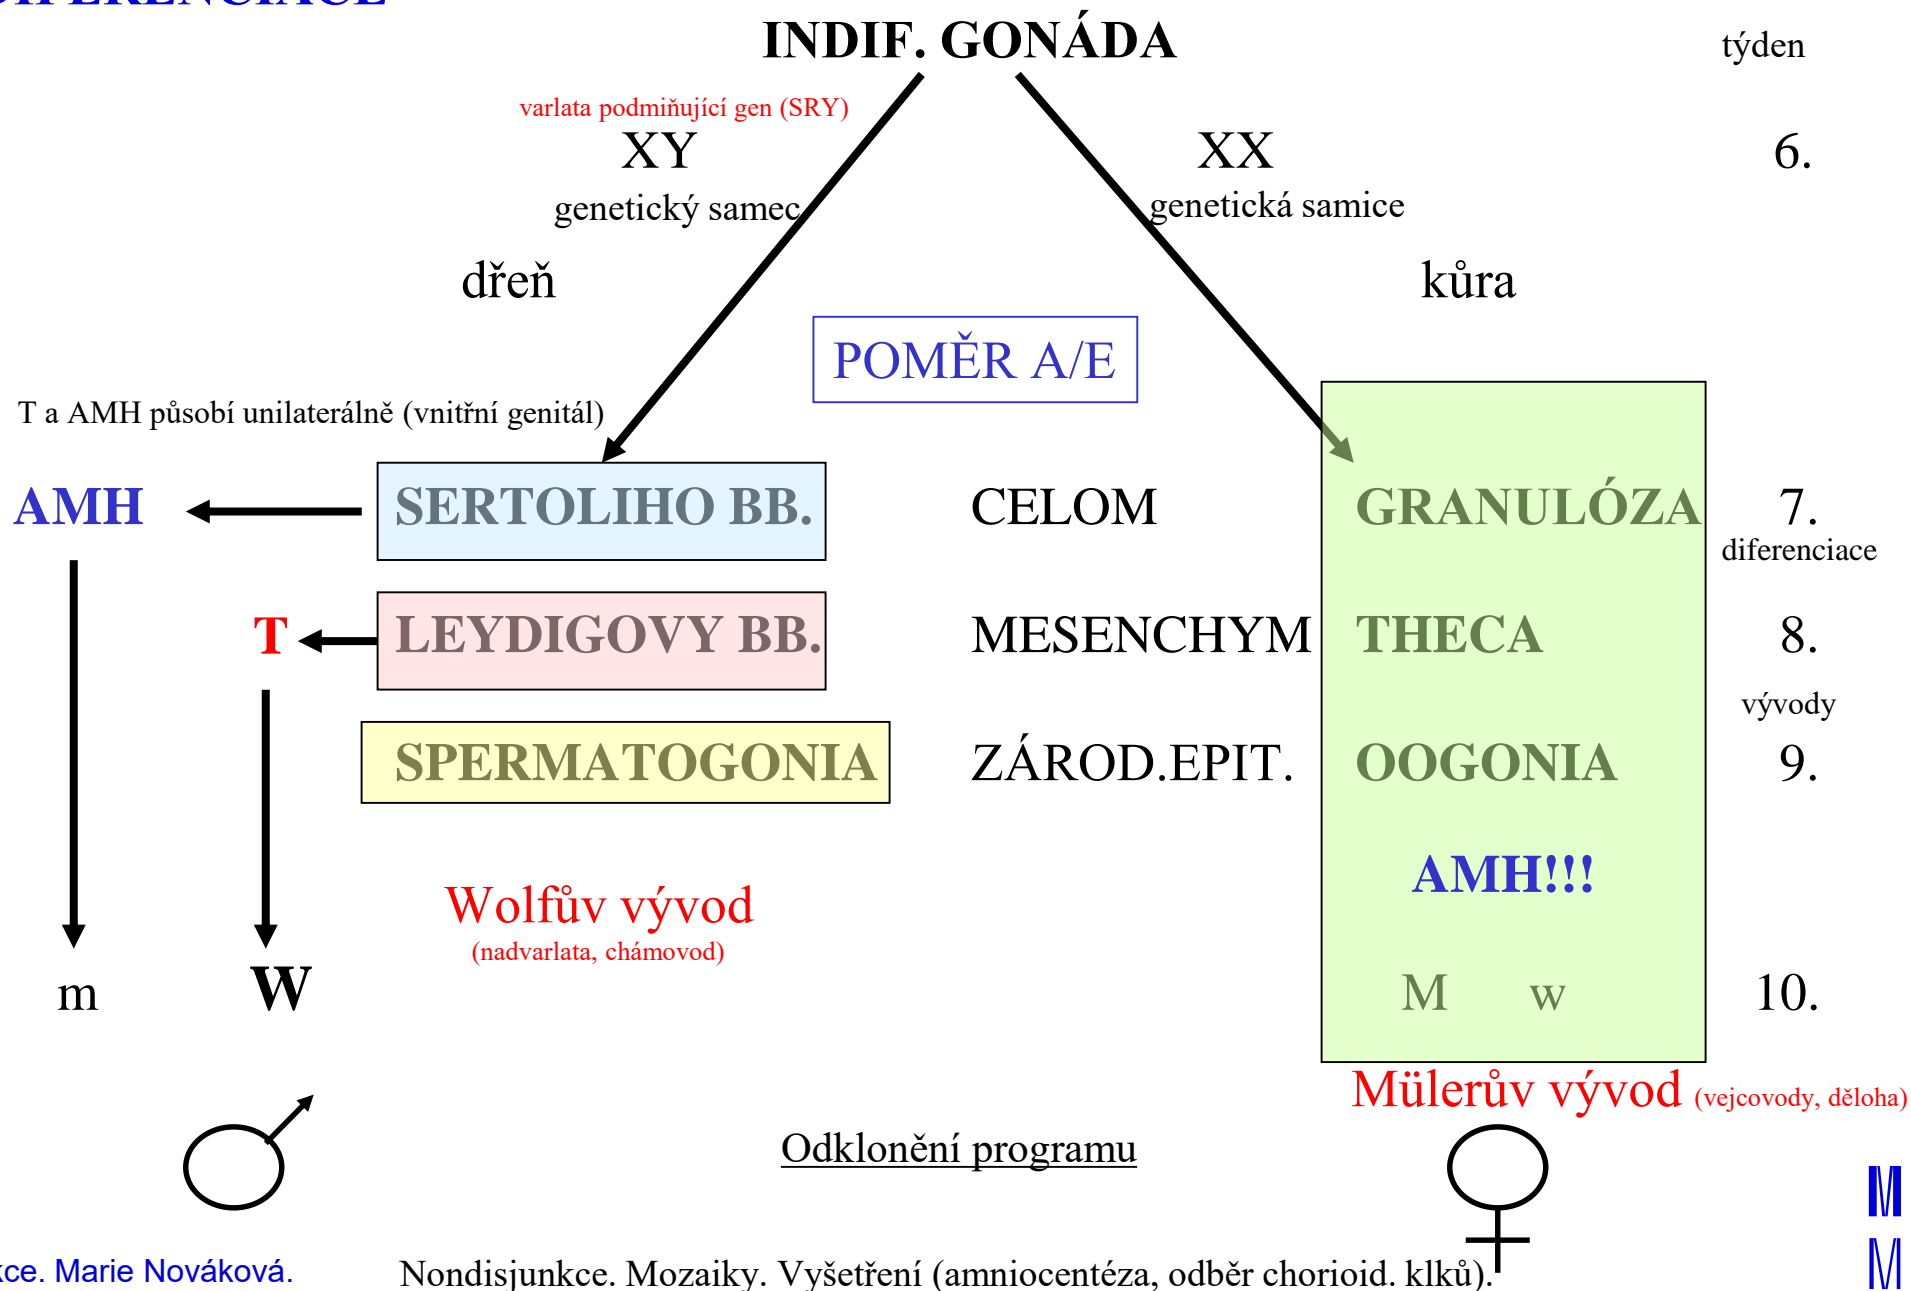 DIFERENCIACE
INDIF. GONÁDA
týden
varlata podmiňující gen (SRY)
XY
XX
6.
genetický samec
genetická samice
dřeň
kůra
POMĚR A/E
T a AMH působí unilaterálně (vnitřní genitál)
AMH
SERTOLIHO BB.
CELOM
GRANULÓZA
7.
diferenciace
T
LEYDIGOVY BB.
MESENCHYM
THECA
8.
vývody
SPERMATOGONIA
ZÁROD.EPIT.
OOGONIA
9.
AMH!!!
Wolfův vývod
(nadvarlata, chámovod)
m
W
M w
10.
Mülerův vývod (vejcovody, děloha)
Odklonění programu
M
M
kce. Marie Nováková.
Nondisjunkce. Mozaiky. Vyšetření (amniocentéza, odběr chorioid. klků).